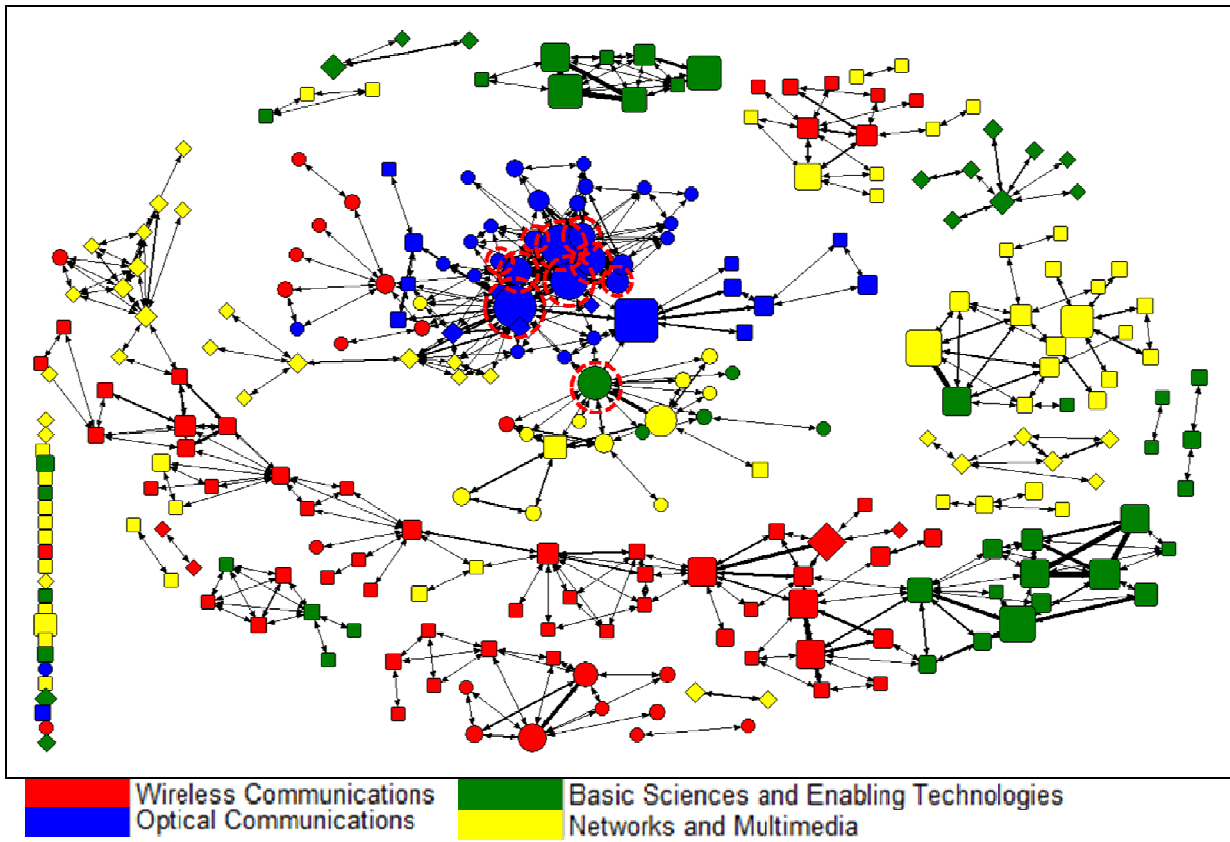 Wireless Communications
Optical Communications
Basic Sciences and Enabling Technologies
Networks and Multimedia